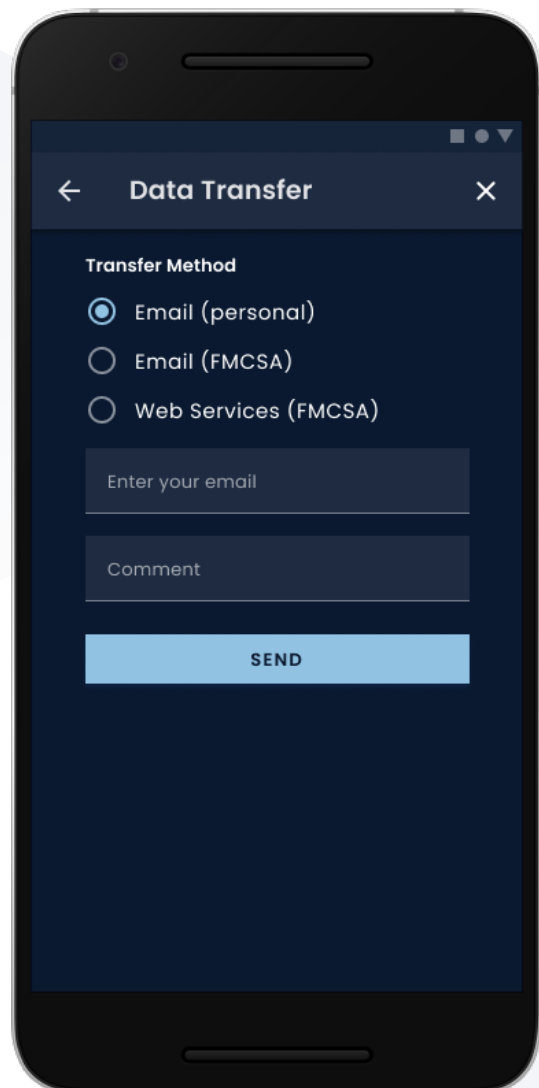 Data Transfer
Transfer Method
Email (personal)
Email (FMCSA)
Web Services (FMCSA)
Enter your email
Comment
SEND